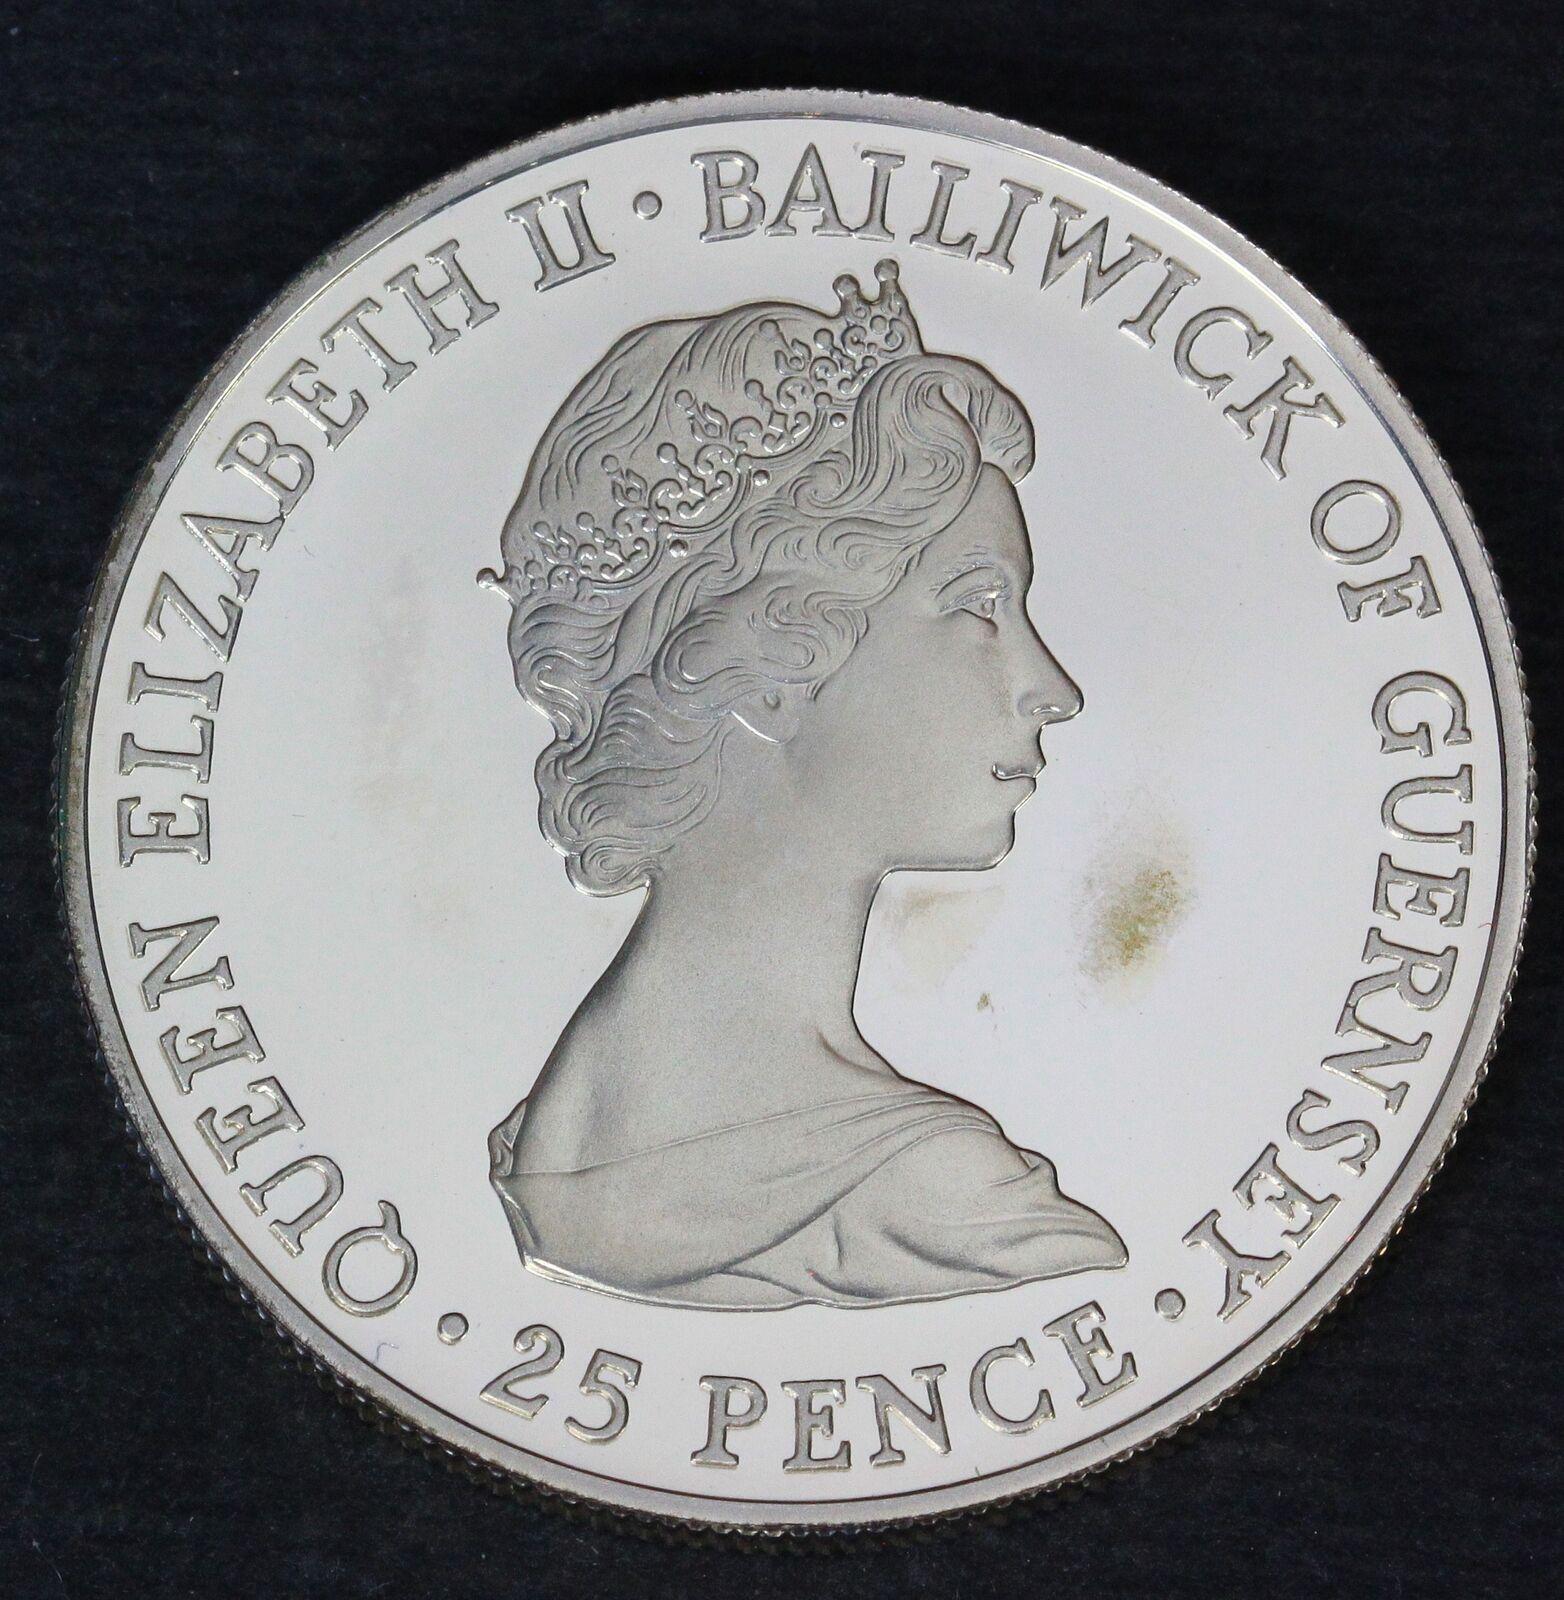 QUEEN ELIZABETH II · BAILIWICK OF GUERNSEY ·
25 PENCE ·